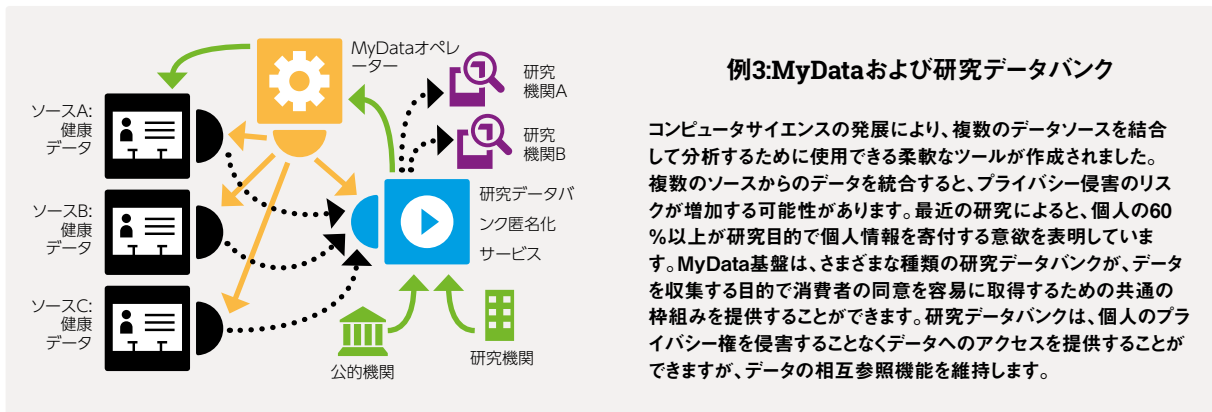 MyDataオペレ
ーター
研究
機関A
研究
機関B
ソースA:
健康
データ
ソースB:
健康
データ
ソースC:
健康
データ
研究データバ
ンク匿名化
サービス
公的機関
研究機関
例3:MyDataおよび研究データバンク
コンピュータサイエンスの発展により、複数のデータソースを結合
して分析するために使用できる柔軟なツールが作成されました。
複数のソースからのデータを統合すると、プライバシー侵害のリス
クが増加する可能性があります。最近の研究によると、個人の60
%以上が研究目的で個人情報を寄付する意欲を表明していま
す。MyData基盤は、さまざまな種類の研究データバンクが、データ
を収集する目的で消費者の同意を容易に取得するための共通の
枠組みを提供することができます。研究データバンクは、個人のプラ
イバシー権を侵害することなくデータへのアクセスを提供することが
できますが、データの相互参照機能を維持します。